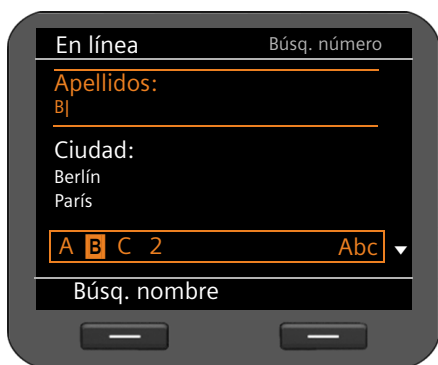 En línea Búsq. número
Apellidos:
B|
Ciudad:
Berlín
París
A B C 2 Abc
Búsq. nombre